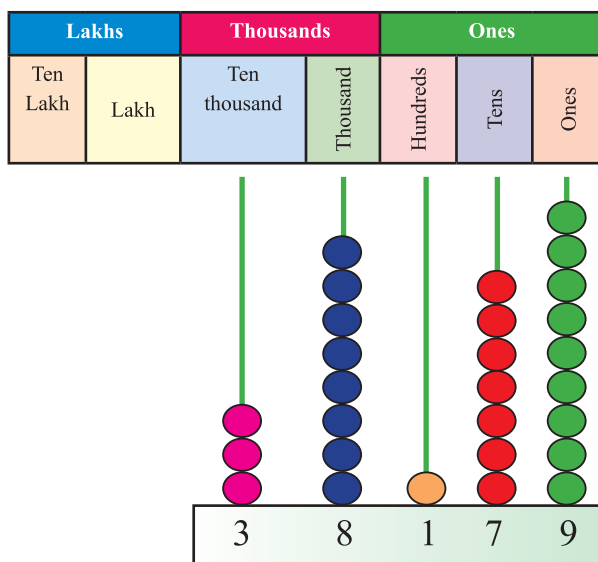 Lakhs Thousands Ones
Ten Lakh Lakh Ten thousand Thousand Hundreds Tens Ones
3 8 1 7 9